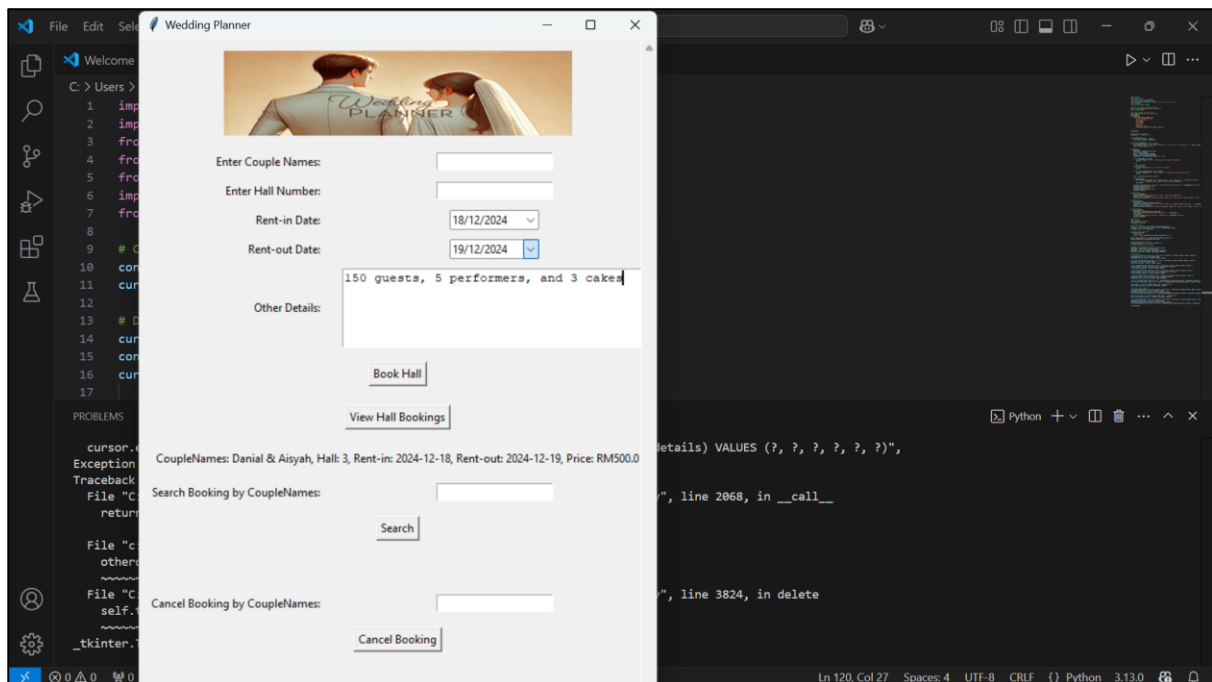 File Edit Sele
Wedding Planner
Welcome
C: > Users >
Wedding
PLANNER
1 imp
2 imp
3 fro
4 fro
5 fro
6 imp
7 fro
8
9 # C
10 con
11 cur
12
13 # D
14 cur
15 con
16 cur
17
Enter Couple Names:
Enter Hall Number:
Rent-in Date: 18/12/2024
Rent-out Date: 19/12/2024
Other Details: 150 guests, 5 performers, and 3 cakes
Book Hall
View Hall Bookings
CoupleNames: Danial & Aisyah, Hall: 3, Rent-in: 2024-12-18, Rent-out: 2024-12-19, Price: RM500.0
Search Booking by CoupleNames:
Search
Cancel Booking by CoupleNames:
Cancel Booking
PROBLEMS
Python
cursor.e
details) VALUES (?, ?, ?, ?, ?, ?)",
Exception
Traceback
File "C:
", line 2068, in __call__
return
File "c:
otherd
~~~~~~
File "C:
", line 3824, in delete
self.t
~~~~~~
_tkinter.T
0 0 0
Ln 120, Col 27 Spaces: 4 UTF-8 CRLF {} Python 3.13.0